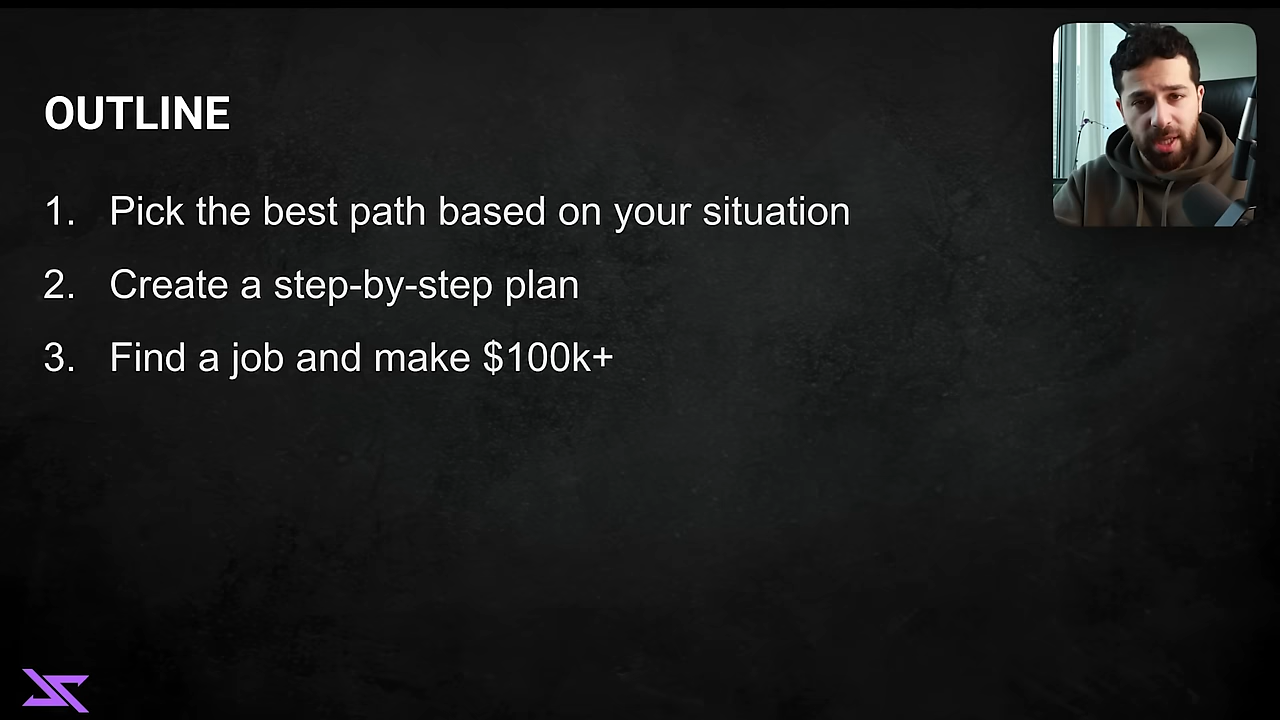 OUTLINE
1. Pick the best path based on your situation
2. Create a step-by-step plan
3. Find a job and make $100k+